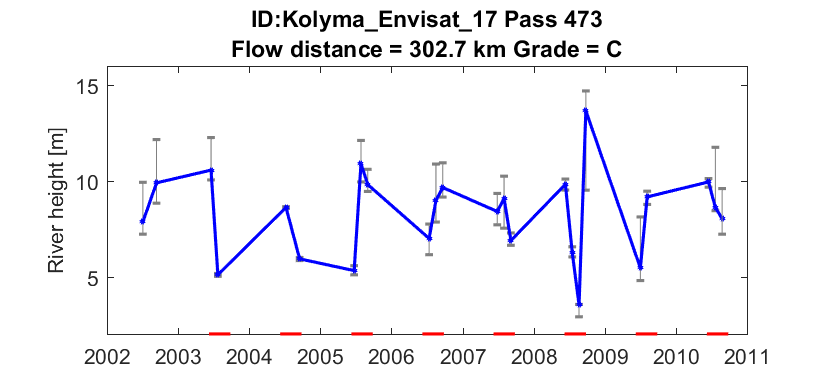 ID:Kolyma_Envisat_17 Pass 473
Flow distance = 302.7 km Grade = C
15
10
5
River height [m]
2002 2003 2004 2005 2006 2007 2008 2009 2010 2011